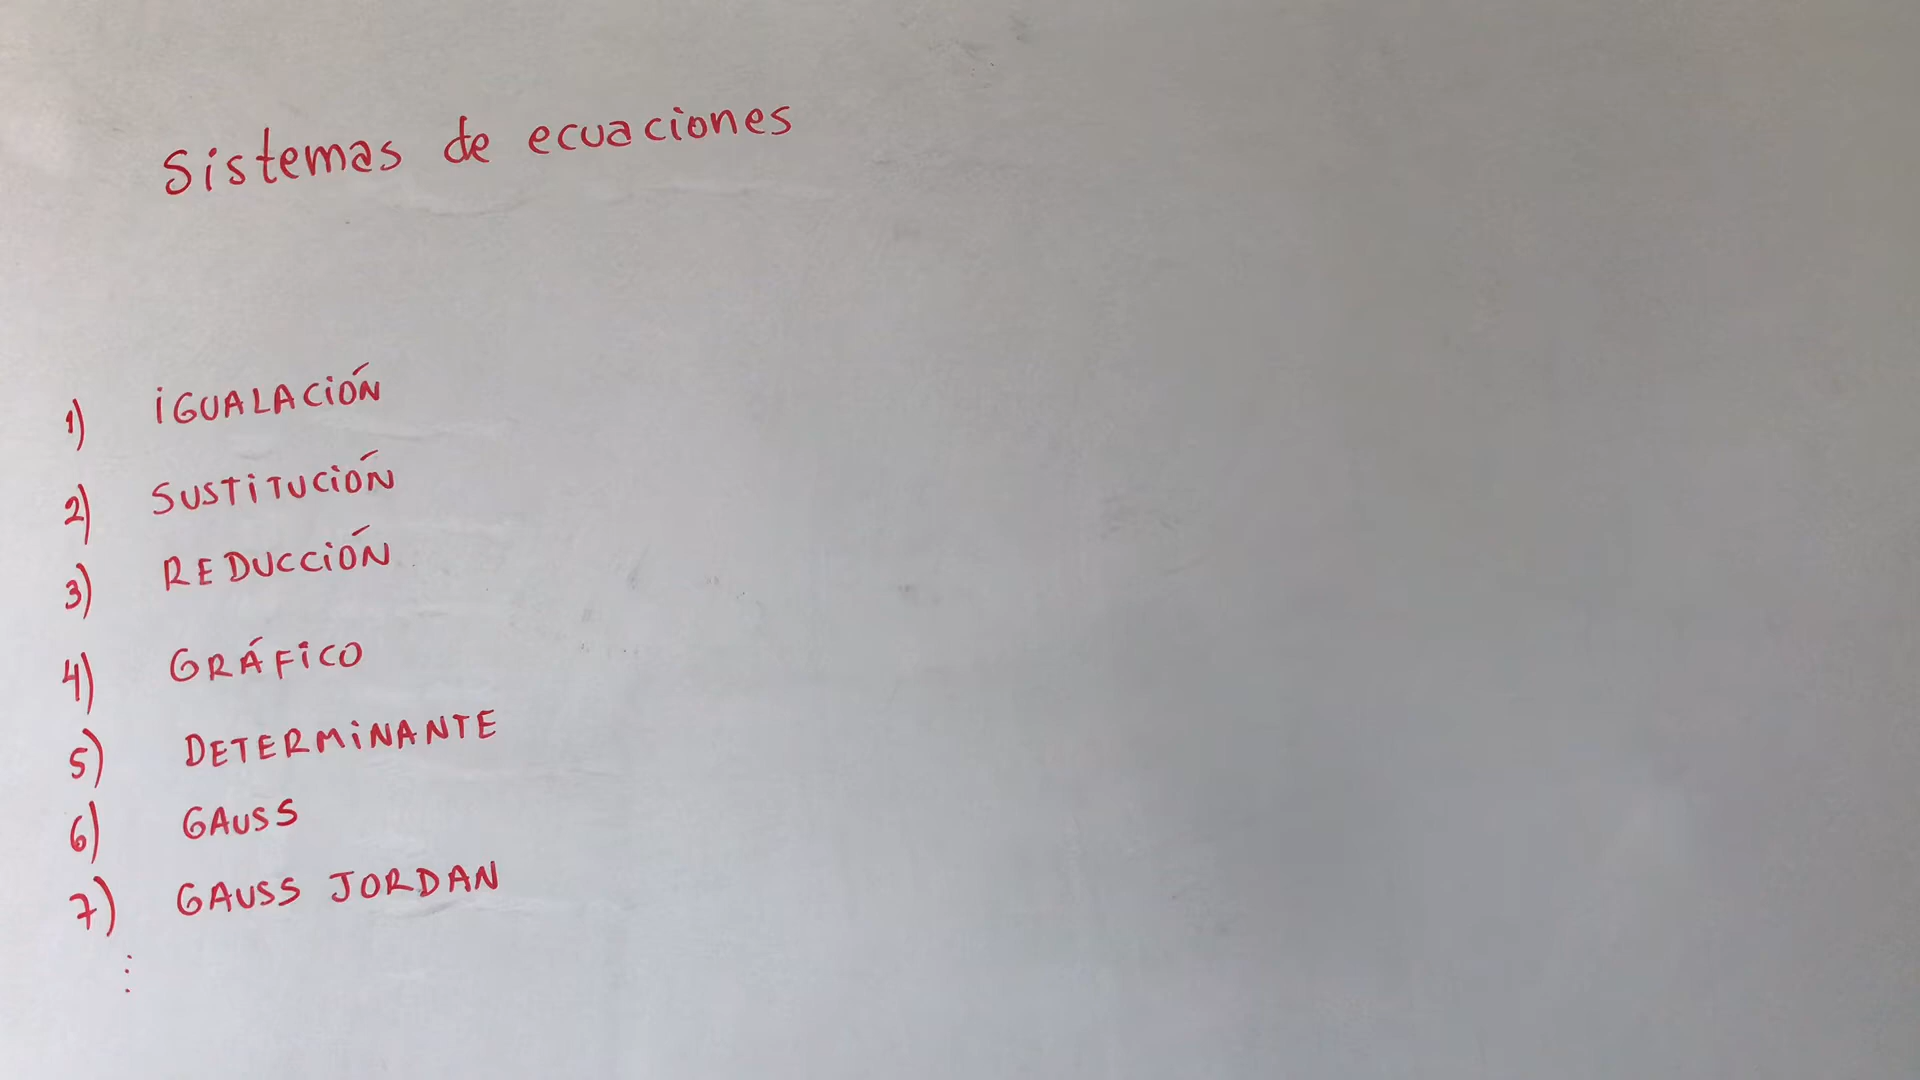 Sistemas de ecuaciones
1) iGUALACiÓN
2) SUSTiTUCiÓN
3) REDUCCiÓN
4) GRÁFiCO
5) DETERMiNANTE
6) GAUSS
7) GAUSS JORDAN
⋮